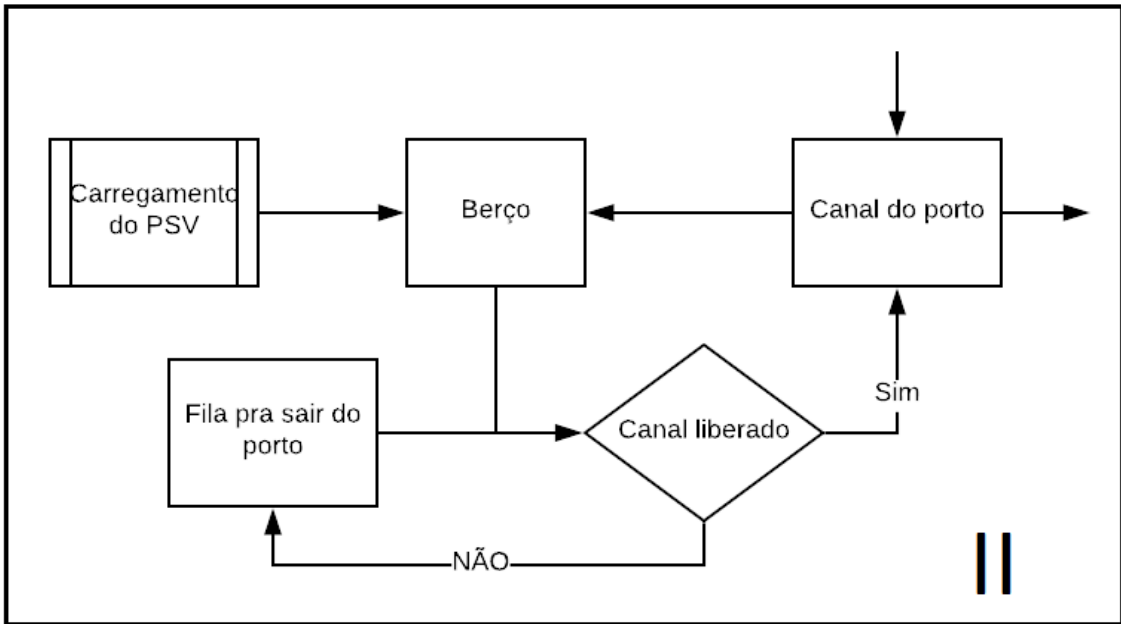 Carregamento
do PSV
Berço
Canal do porto
Fila pra sair do
porto
Canal liberado
Sim
NÃO
II